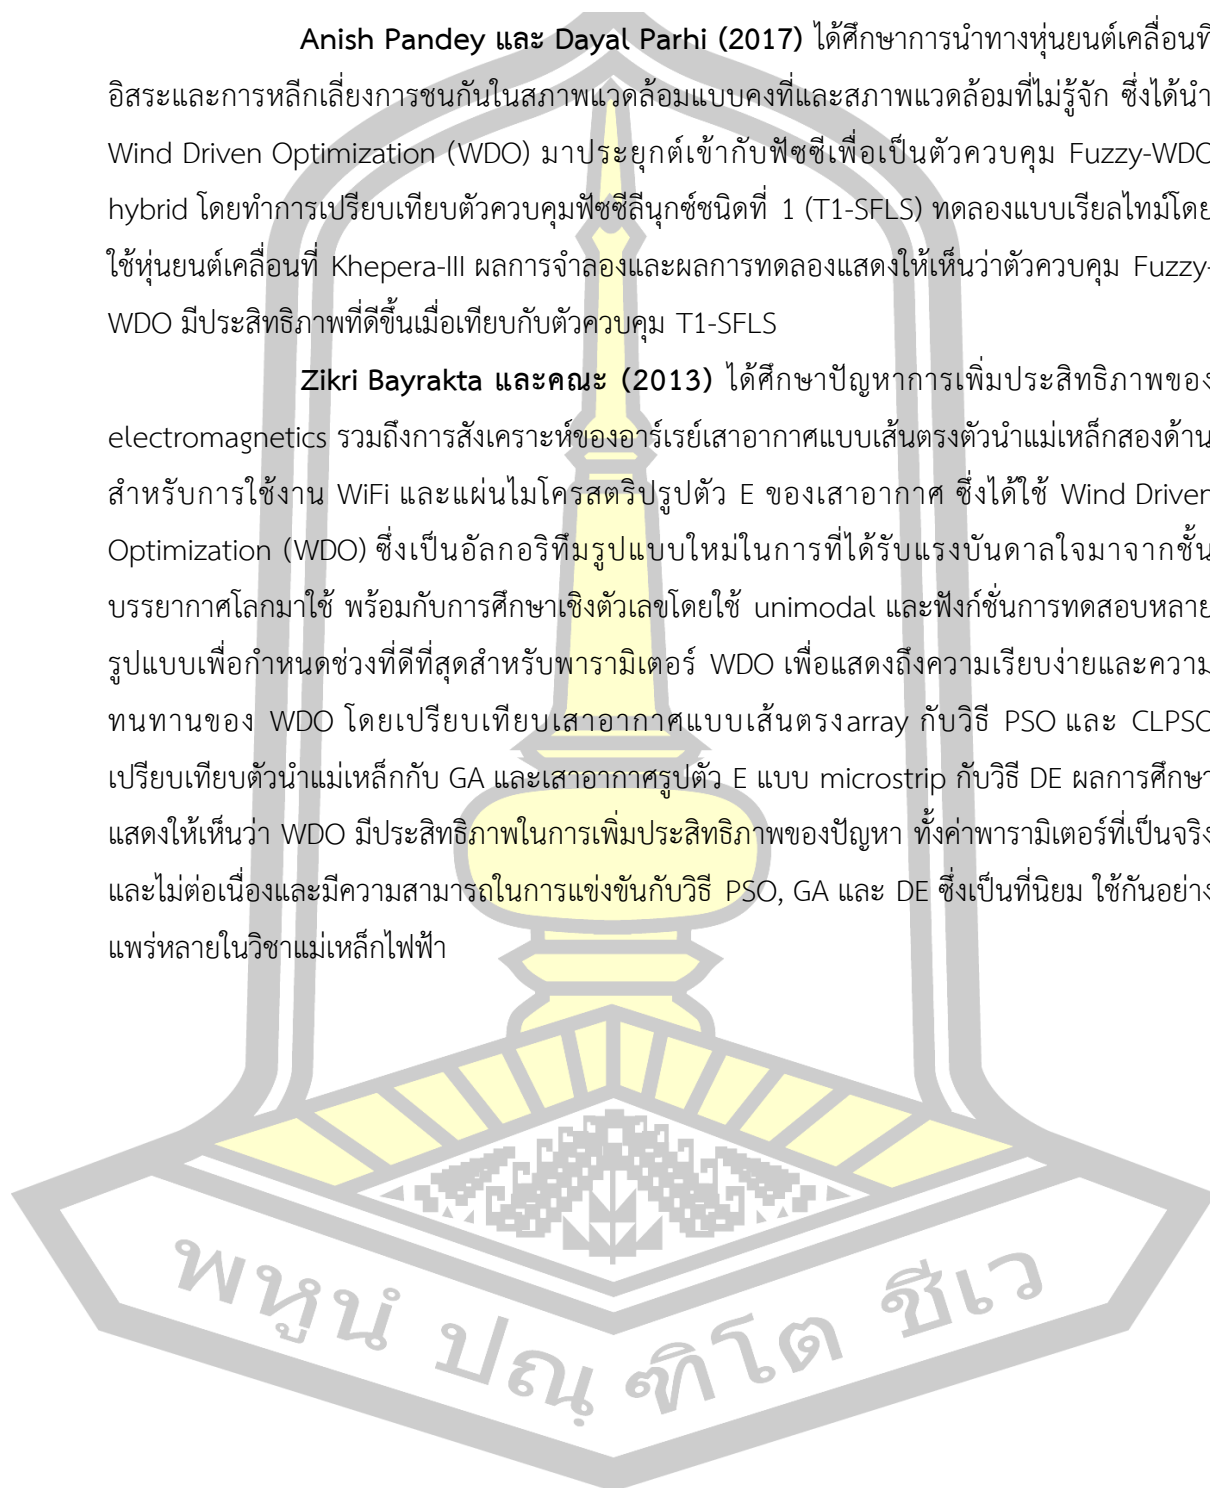 Anish Pandey และ Dayal Parhi (2017) ได้ศึกษาการนำทางหุ่นยนต์เคลื่อนที่
อิสระและการหลีกเลี่ยงการชนกันในสภาพแวดล้อมแบบคงที่และสภาพแวดล้อมที่ไม่รู้จัก ซึ่งได้นำ
Wind Driven Optimization (WDO) มาประยุกต์เข้ากับฟัซซีเพื่อเป็นตัวควบคุม Fuzzy-WDO
hybrid โดยทำการเปรียบเทียบตัวควบคุมฟัซซีลีนุกซ์ชนิดที่ 1 (T1-SFLS) ทดลองแบบเรียลไทม์โดย
ใช้หุ่นยนต์เคลื่อนที่ Khepera-III ผลการจำลองและผลการทดลองแสดงให้เห็นว่าตัวควบคุม Fuzzy-
WDO มีประสิทธิภาพที่ดีขึ้นเมื่อเทียบกับตัวควบคุม T1-SFLS
Zikri Bayrakta และคณะ (2013) ได้ศึกษาปัญหาการเพิ่มประสิทธิภาพของ
electromagnetics รวมถึงการสังเคราะห์ของอาร์เรย์เสาอากาศแบบเส้นตรงตัวนำแม่เหล็กสองด้าน
สำหรับการใช้งาน WiFi และแผ่นไมโครสตริปรูปตัว E ของเสาอากาศ ซึ่งได้ใช้ Wind Driven
Optimization (WDO) ซึ่งเป็นอัลกอริทึมรูปแบบใหม่ในการที่ได้รับแรงบันดาลใจมาจากชั้น
บรรยากาศโลกมาใช้ พร้อมกับการศึกษาเชิงตัวเลขโดยใช้ unimodal และฟังก์ชั่นการทดสอบหลาย
รูปแบบเพื่อกำหนดช่วงที่ดีที่สุดสำหรับพารามิเตอร์ WDO เพื่อแสดงถึงความเรียบง่ายและความ
ทนทานของ WDO โดยเปรียบเทียบเสาอากาศแบบเส้นตรงarray กับวิธี PSO และ CLPSO
เปรียบเทียบตัวนำแม่เหล็กกับ GA และเสาอากาศรูปตัว E แบบ microstrip กับวิธี DE ผลการศึกษา
แสดงให้เห็นว่า WDO มีประสิทธิภาพในการเพิ่มประสิทธิภาพของปัญหา ทั้งค่าพารามิเตอร์ที่เป็นจริง
และไม่ต่อเนื่องและมีความสามารถในการแข่งขันกับวิธี PSO, GA และ DE ซึ่งเป็นที่นิยม ใช้กันอย่าง
แพร่หลายในวิชาแม่เหล็กไฟฟ้า
พหูนํ ปณฺฑิโต ชีเว